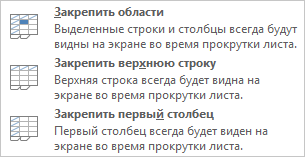 Закрепить области
Выделенные строки и столбцы всегда будут
видны на экране во время прокрутки листа.
Закрепить верхнюю строку
Верхняя строка всегда будет видна на
экране во время прокрутки листа.
Закрепить первый столбец
Первый столбец всегда будет виден на
экране во время прокрутки листа.